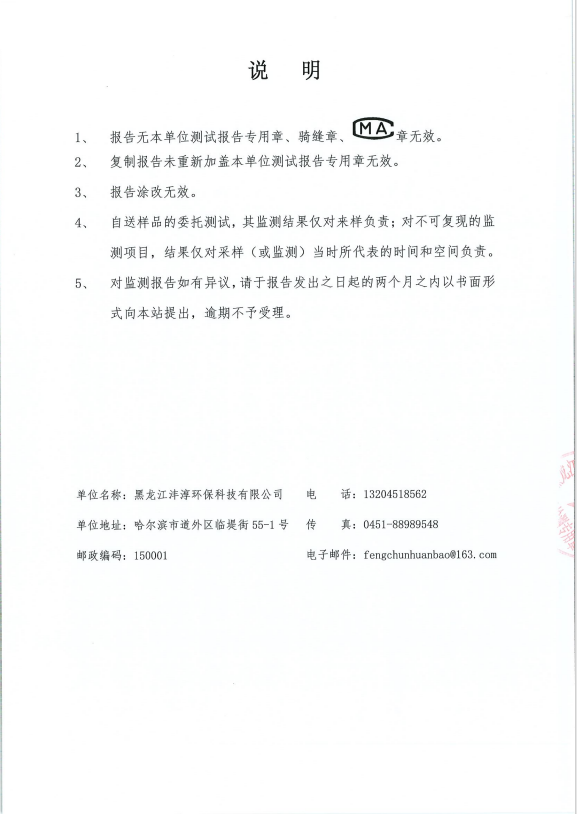 说 明
1、 报告无本单位测试报告专用章、骑缝章、MA章无效。
2、 复制报告未重新加盖本单位测试报告专用章无效。
3、 报告涂改无效。
4、 自送样品的委托测试，其监测结果仅对来样负责；对不可复现的监
测项目，结果仅对采样（或监测）当时所代表的时间和空间负责。
5、 对监测报告如有异议,请于报告发出之日起的两个月之内以书面形
式向本站提出，逾期不予受理。
单位名称：黑龙江沣淳环保科技有限公司 电 话：13204518562
单位地址：哈尔滨市道外区临堤街 55-1 号 传 真：0451-88989548
邮政编码：150001 电子邮件：fengchunhuanbao@163.com